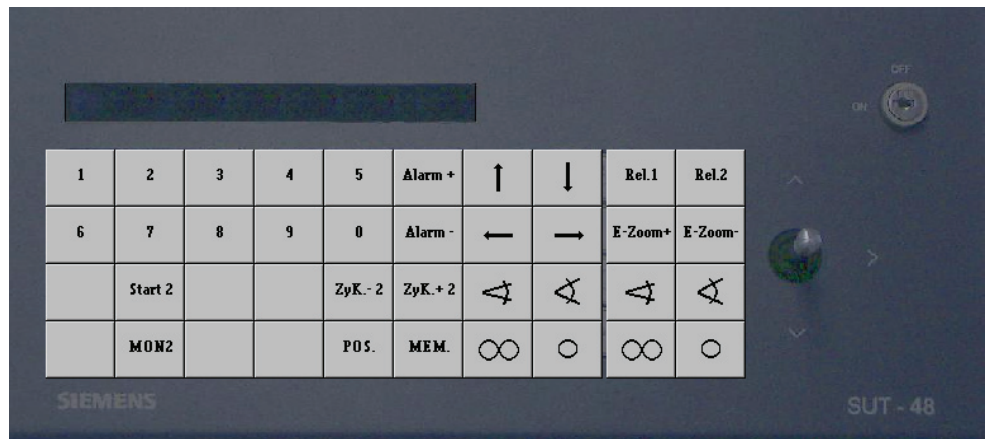 OFF
ON
1 2 3 4 5 Alarm + ↑ ↓ Rel.1 Rel.2
6 7 8 9 0 Alarm - ← → E-Zoom+ E-Zoom-
Start 2 ZyK.- 2 ZyK.+ 2
MON2 POS. MEM.
SIEMENS SUT - 48